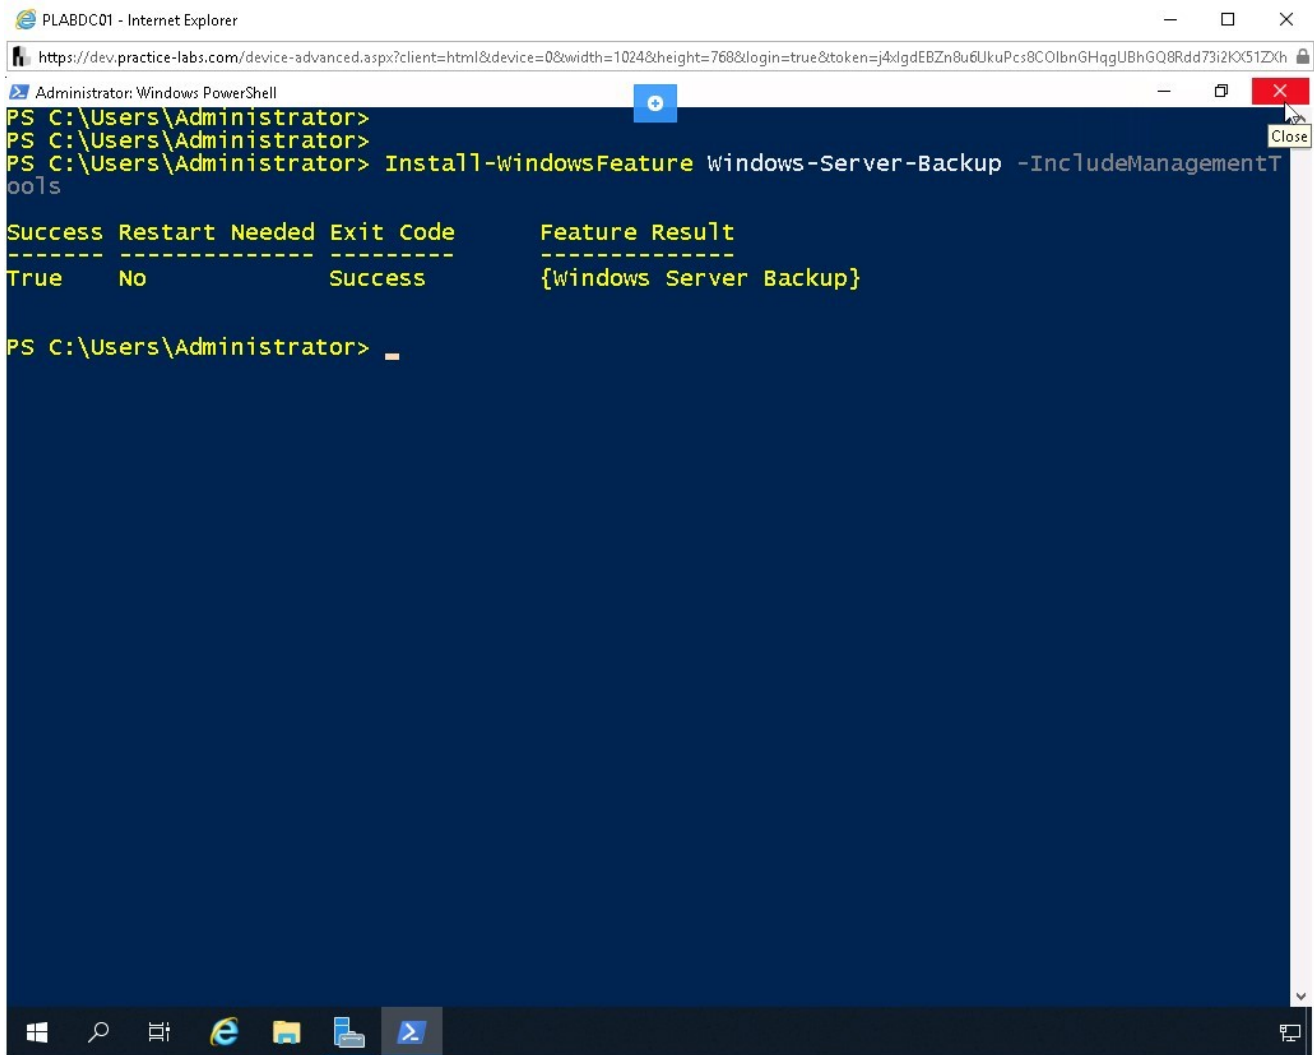 PLABDC01 - Internet Explorer
https://dev.practice-labs.com/device-advanced.aspx?client=html&device=0&width=1024&height=768&login=true&token=
Administrator: Windows PowerShell
Close
PS C:\Users\Administrator>
PS C:\Users\Administrator>
PS C:\Users\Administrator> Install-WindowsFeature Windows-Server-Backup -IncludeManagementT
ools
Success Restart Needed Exit Code Feature Result
------- -------------- --------- --------------
True No Success {Windows Server Backup}
PS C:\Users\Administrator>